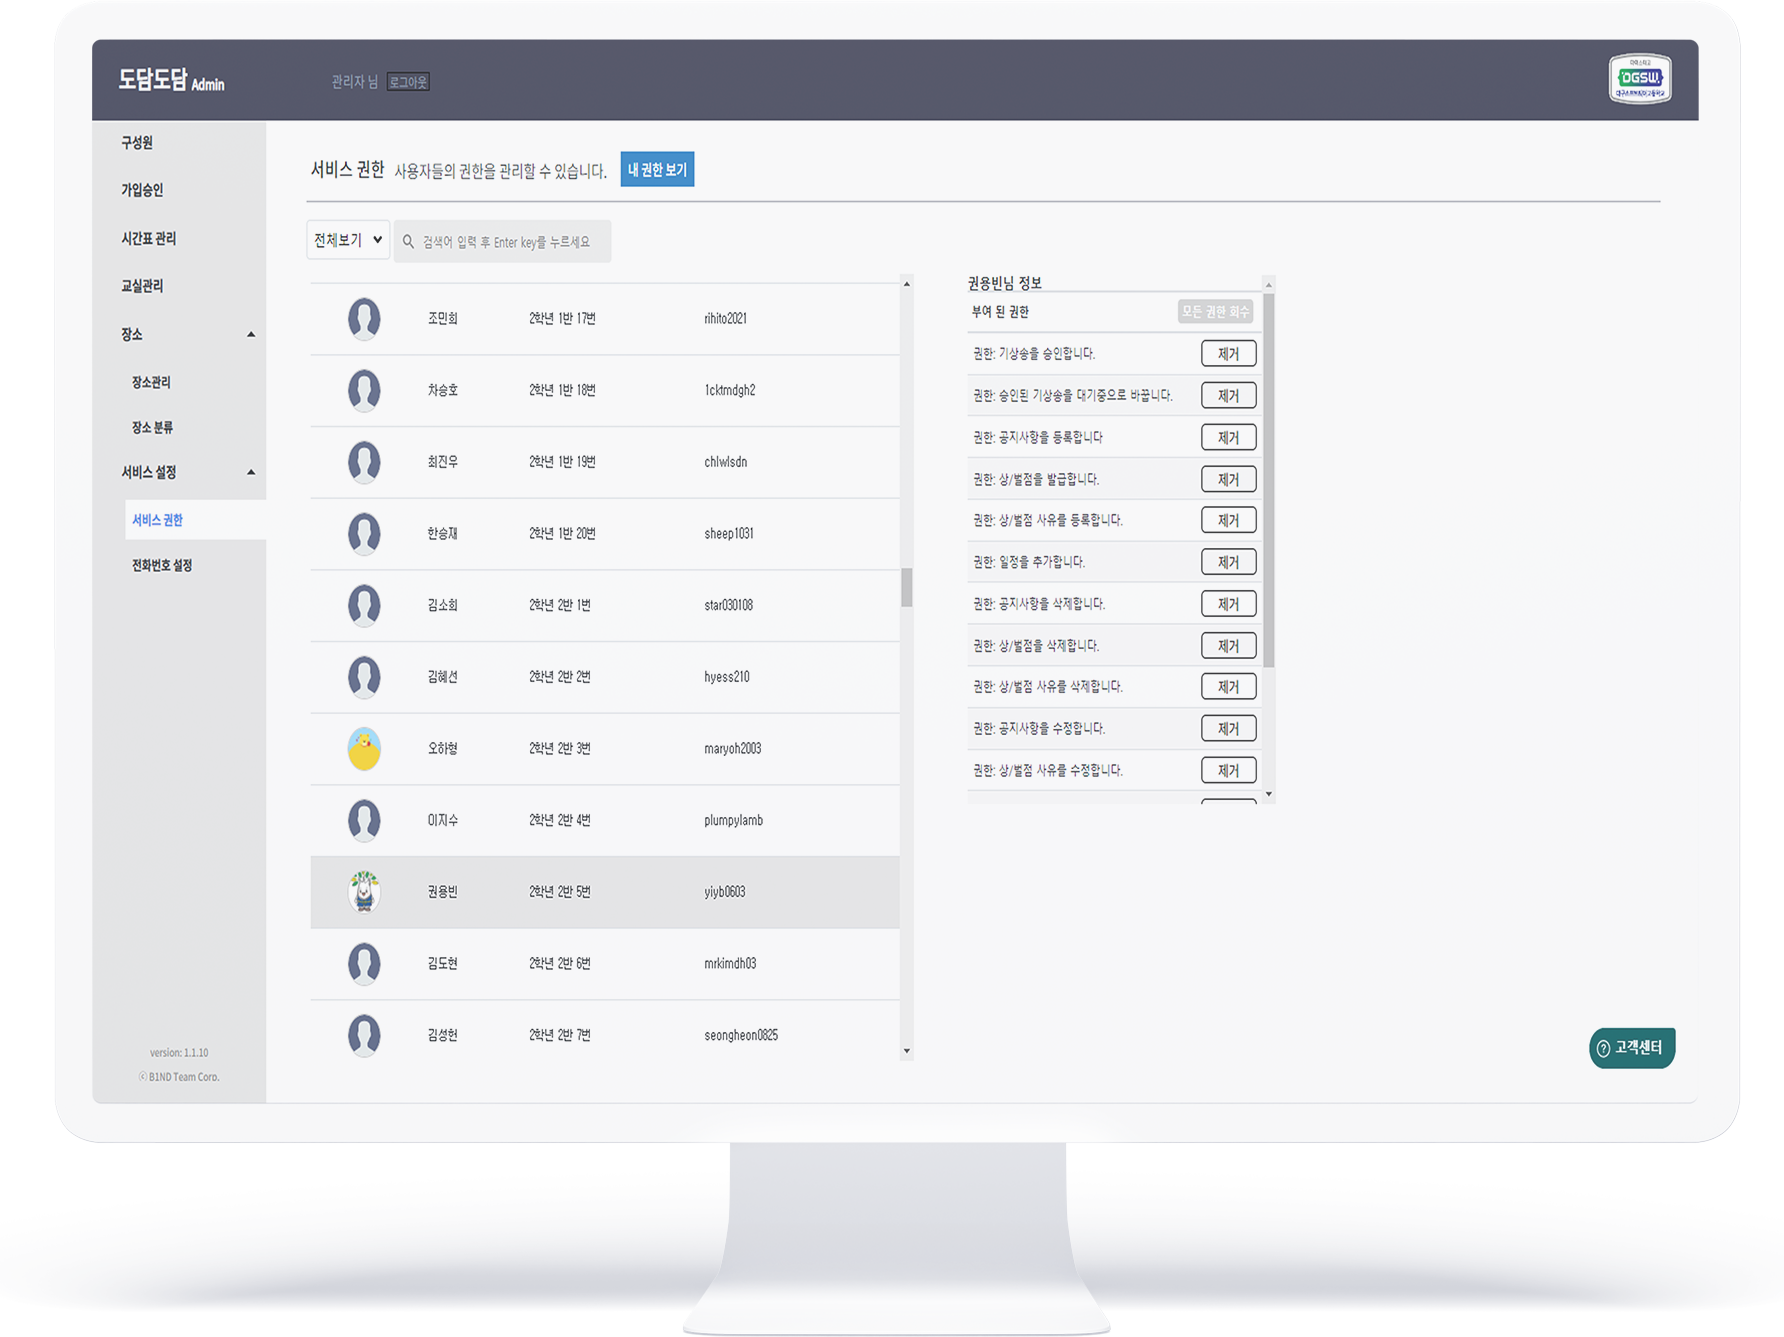 도담도담 Admin
관리자 님 로그아웃
DGSW
대구소프트웨어고등학교
구성원
가입승인
시간표 관리
교실관리
장소
장소관리
장소 분류
서비스 설정
서비스 권한
전화번호 설정
version: 1.1.10
ⓒ B1ND Team Corp.
서비스 권한 사용자들의 권한을 관리할 수 있습니다. 내 권한 보기
전체보기 검색어 입력 후 Enter key를 누르세요
조민희 2학년 1반 17번 rihito2021
차승호 2학년 1반 18번 1cktmdgh2
최진우 2학년 1반 19번 chlwlsdn
한승재 2학년 1반 20번 sheep1031
김소희 2학년 2반 1번 star030108
김혜선 2학년 2반 2번 hyess210
오하형 2학년 2반 3번 maryoh2003
이지수 2학년 2반 4번 plumpylamb
권용빈 2학년 2반 5번 yiyb0603
김도현 2학년 2반 6번 mrkimdh03
김성헌 2학년 2반 7번 seongheon0825
권용빈님 정보
부여 된 권한 모든 권한 회수
권한: 기상송을 승인합니다. 제거
권한: 승인된 기상송을 대기중으로 바꿉니다. 제거
권한: 공지사항을 등록합니다 제거
권한: 상/벌점을 발급합니다. 제거
권한: 상/벌점 사유를 등록합니다. 제거
권한: 일정을 추가합니다. 제거
권한: 공지사항을 삭제합니다. 제거
권한: 상/벌점을 삭제합니다. 제거
권한: 상/벌점 사유를 삭제합니다. 제거
권한: 공지사항을 수정합니다. 제거
권한: 상/벌점 사유를 수정합니다. 제거
? 고객센터